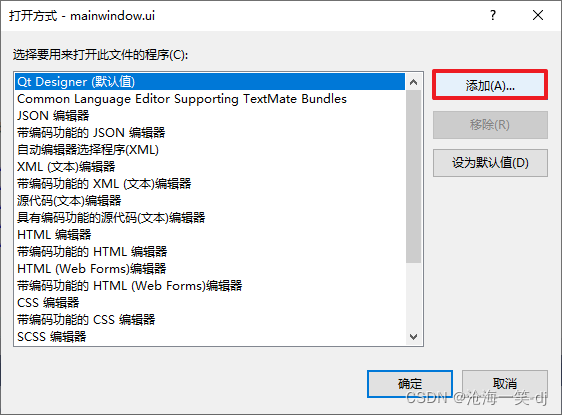 打开方式 - mainwindow.ui
选择要用来打开此文件的程序(C):
Qt Designer (默认值)
Common Language Editor Supporting TextMate Bundles
JSON 编辑器
带编码功能的 JSON 编辑器
自动编辑器选择程序(XML)
XML (文本)编辑器
带编码功能的 XML (文本)编辑器
源代码(文本)编辑器
具有编码功能的源代码(文本)编辑器
HTML 编辑器
带编码功能的 HTML 编辑器
HTML (Web Forms)编辑器
带编码功能的 HTML (Web Forms)编辑器
CSS 编辑器
带编码功能的 CSS 编辑器
SCSS 编辑器
添加(A)...
移除(R)
设为默认值(D)
确定
取消
CSDN @沧海一笑-dj